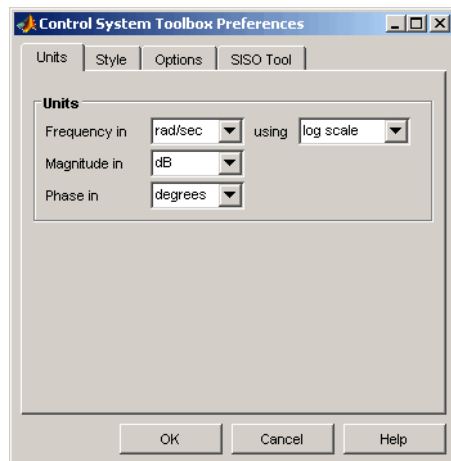 Control System Toolbox Preferences
Units Style Options SISO Tool
Units
Frequency in rad/sec using log scale
Magnitude in dB
Phase in degrees
OK Cancel Help